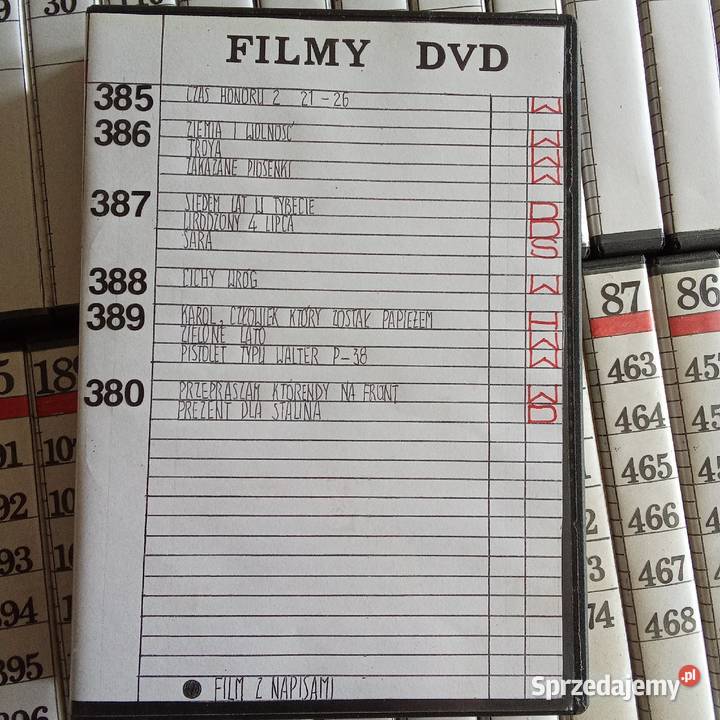 FILMY DVD
385 CZAS HONORU 2 21-26 W
386 ZIEMIA I WOLNOŚĆ W
TROYA W
ZAKAZANE PIOSENKI W
387 SIEDEM LAT W TYBECIE D
URODZONY 4 LIPCA D
SARA S
388 CICHY WRÓG W
389 KAROL, CZŁOWIEK KTÓRY ZOSTAŁ PAPIEŻEM H
ZIELONE LATO W
PISTOLET TYPU WALTER P-38 W
380 PRZEPRASZAM KTÓRENDY NA FRONT W
PREZENT DLA STALINA D
FILM Z NAPISAMI
87 86
463
464
465
466
467
468
Sprzedajemy.pl